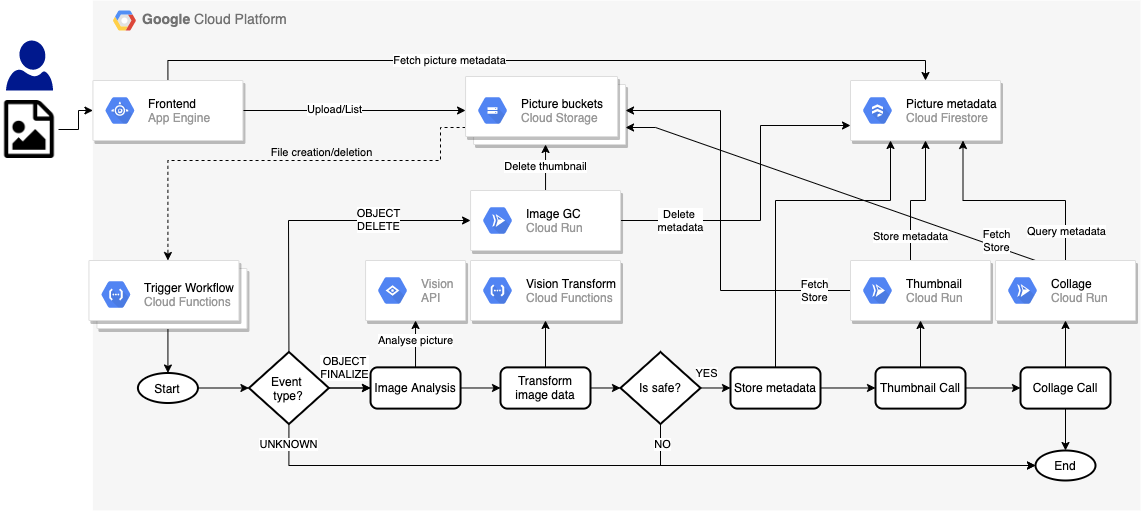 Google Cloud Platform
Fetch picture metadata
Frontend
App Engine
Upload/List
Picture buckets
Cloud Storage
Picture metadata
Cloud Firestore
File creation/deletion
Delete thumbnail
OBJECT
DELETE
Image GC
Cloud Run
Delete
metadata
Store metadata
Fetch
Store
Query metadata
Trigger Workflow
Cloud Functions
Vision
API
Vision Transform
Cloud Functions
Fetch
Store
Thumbnail
Cloud Run
Collage
Cloud Run
Analyse picture
Start
Event
type?
OBJECT
FINALIZE
Image Analysis
Transform
image data
Is safe?
YES
Store metadata
Thumbnail Call
Collage Call
UNKNOWN
NO
End